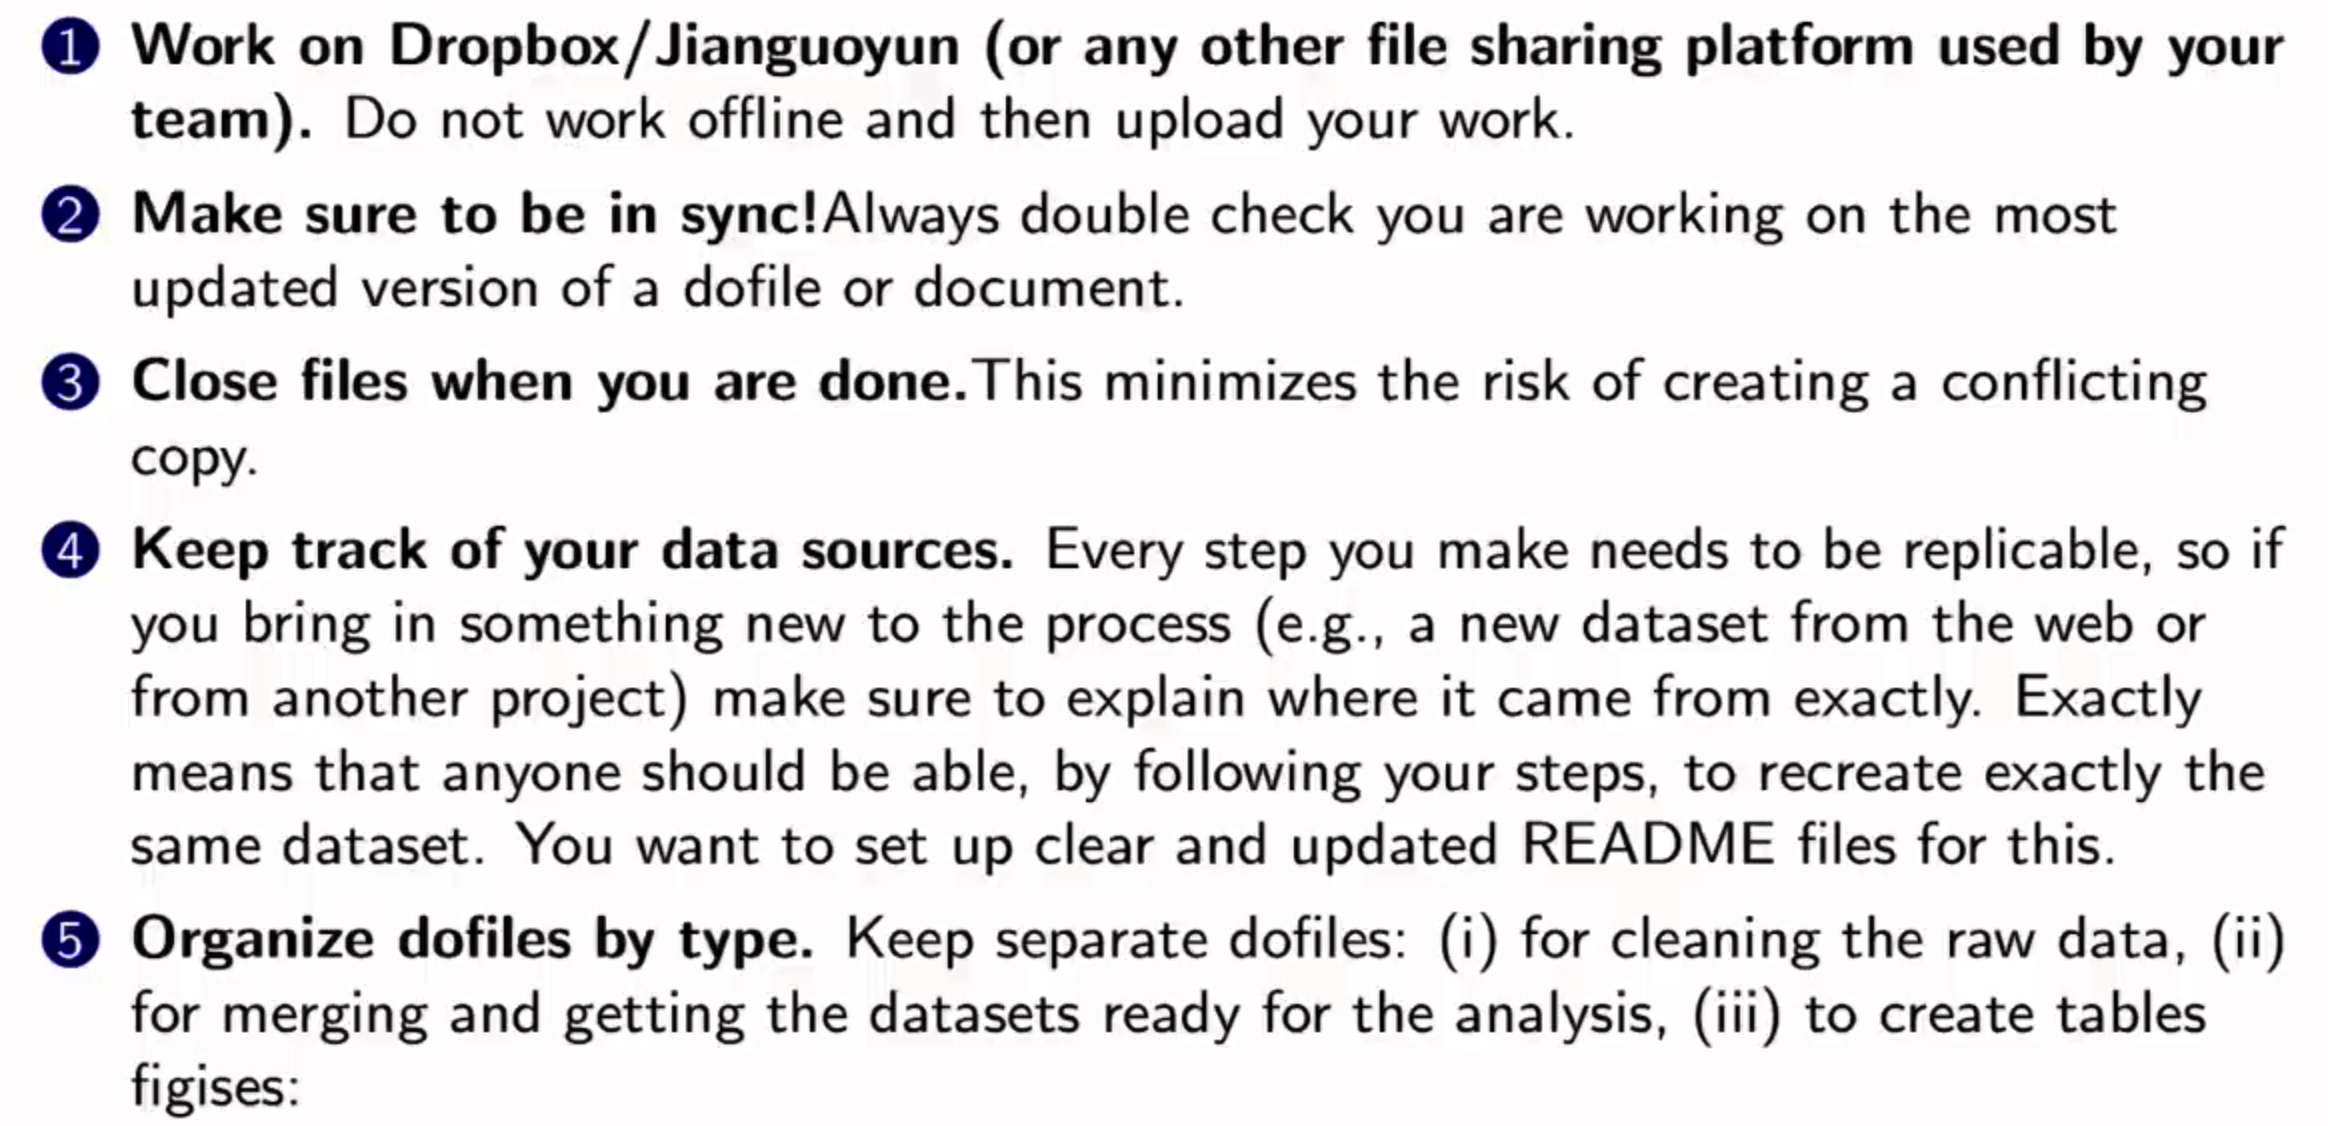 1 Work on Dropbox/Jianguoyun (or any other file sharing platform used by your
team). Do not work offline and then upload your work.
2 Make sure to be in sync!Always double check you are working on the most
updated version of a dofile or document.
3 Close files when you are done.This minimizes the risk of creating a conflicting
copy.
4 Keep track of your data sources. Every step you make needs to be replicable, so if
you bring in something new to the process (e.g., a new dataset from the web or
from another project) make sure to explain where it came from exactly. Exactly
means that anyone should be able, by following your steps, to recreate exactly the
same dataset. You want to set up clear and updated README files for this.
5 Organize dofiles by type. Keep separate dofiles: (i) for cleaning the raw data, (ii)
for merging and getting the datasets ready for the analysis, (iii) to create tables
figises: